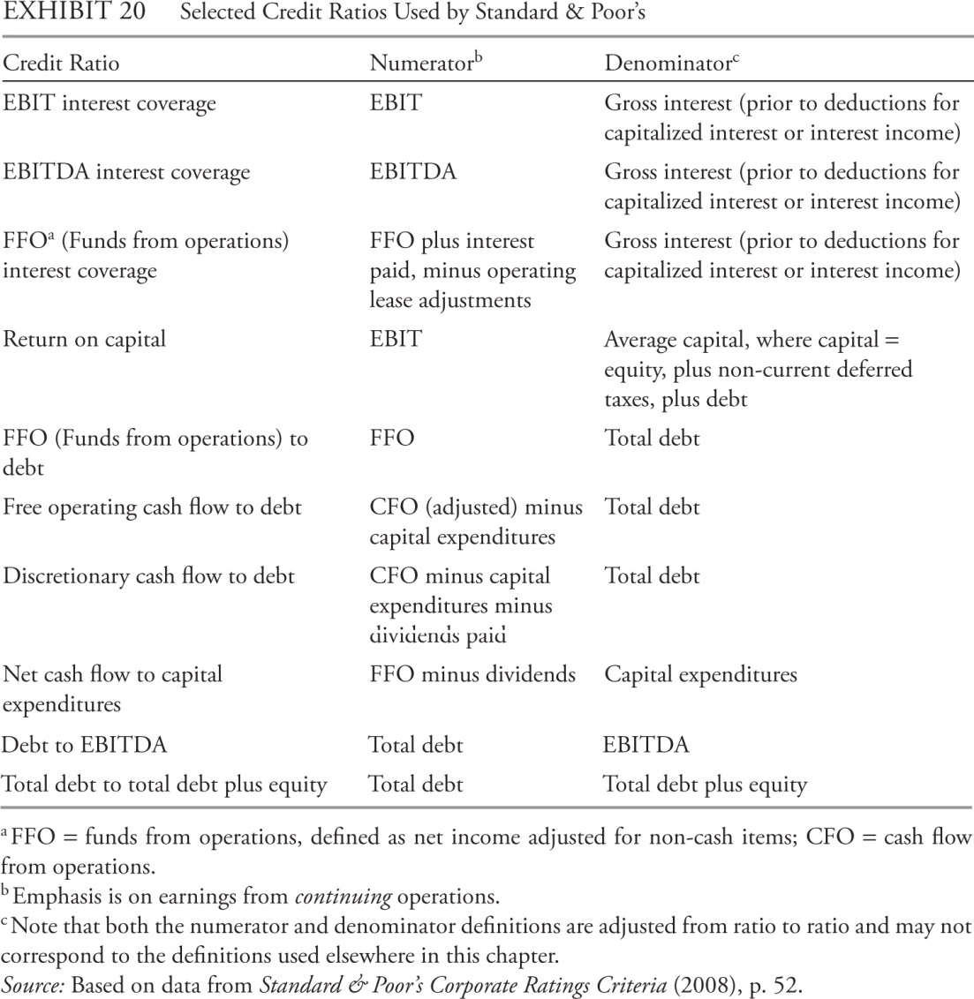 EXHIBIT 20 Selected Credit Ratios Used by Standard & Poor's
Credit Ratio Numeratorᵇ Denominatorᶜ
EBIT interest coverage EBIT Gross interest (prior to deductions for
capitalized interest or interest income)
EBITDA interest coverage EBITDA Gross interest (prior to deductions for
capitalized interest or interest income)
FFOᵃ (Funds from operations) FFO plus interest Gross interest (prior to deductions for
interest coverage paid, minus operating capitalized interest or interest income)
lease adjustments
Return on capital EBIT Average capital, where capital =
equity, plus non-current deferred
taxes, plus debt
FFO (Funds from operations) to FFO Total debt
debt
Free operating cash flow to debt CFO (adjusted) minus Total debt
capital expenditures
Discretionary cash flow to debt CFO minus capital Total debt
expenditures minus
dividends paid
Net cash flow to capital FFO minus dividends Capital expenditures
expenditures
Debt to EBITDA Total debt EBITDA
Total debt to total debt plus equity Total debt Total debt plus equity
ᵃ FFO = funds from operations, defined as net income adjusted for non-cash items; CFO = cash flow
from operations.
ᵇ Emphasis is on earnings from continuing operations.
ᶜ Note that both the numerator and denominator definitions are adjusted from ratio to ratio and may not
correspond to the definitions used elsewhere in this chapter.
Source: Based on data from Standard & Poor's Corporate Ratings Criteria (2008), p. 52.